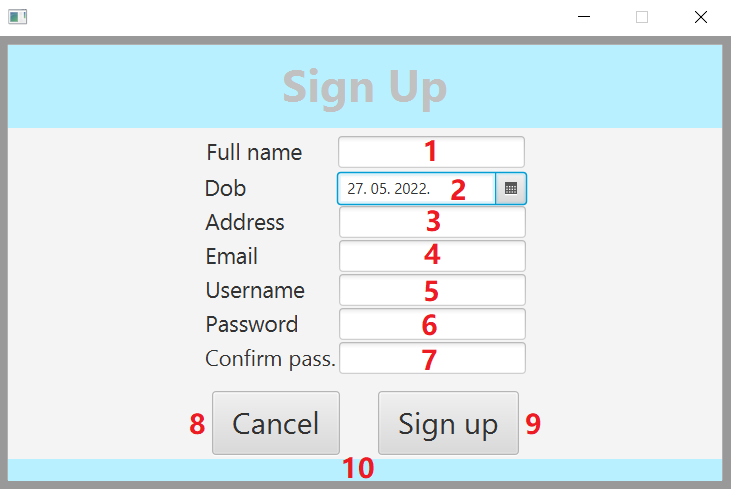 Sign Up
Full name 1
Dob 27. 05. 2022. 2
Address 3
Email 4
Username 5
Password 6
Confirm pass. 7
8 Cancel Sign up 9
10